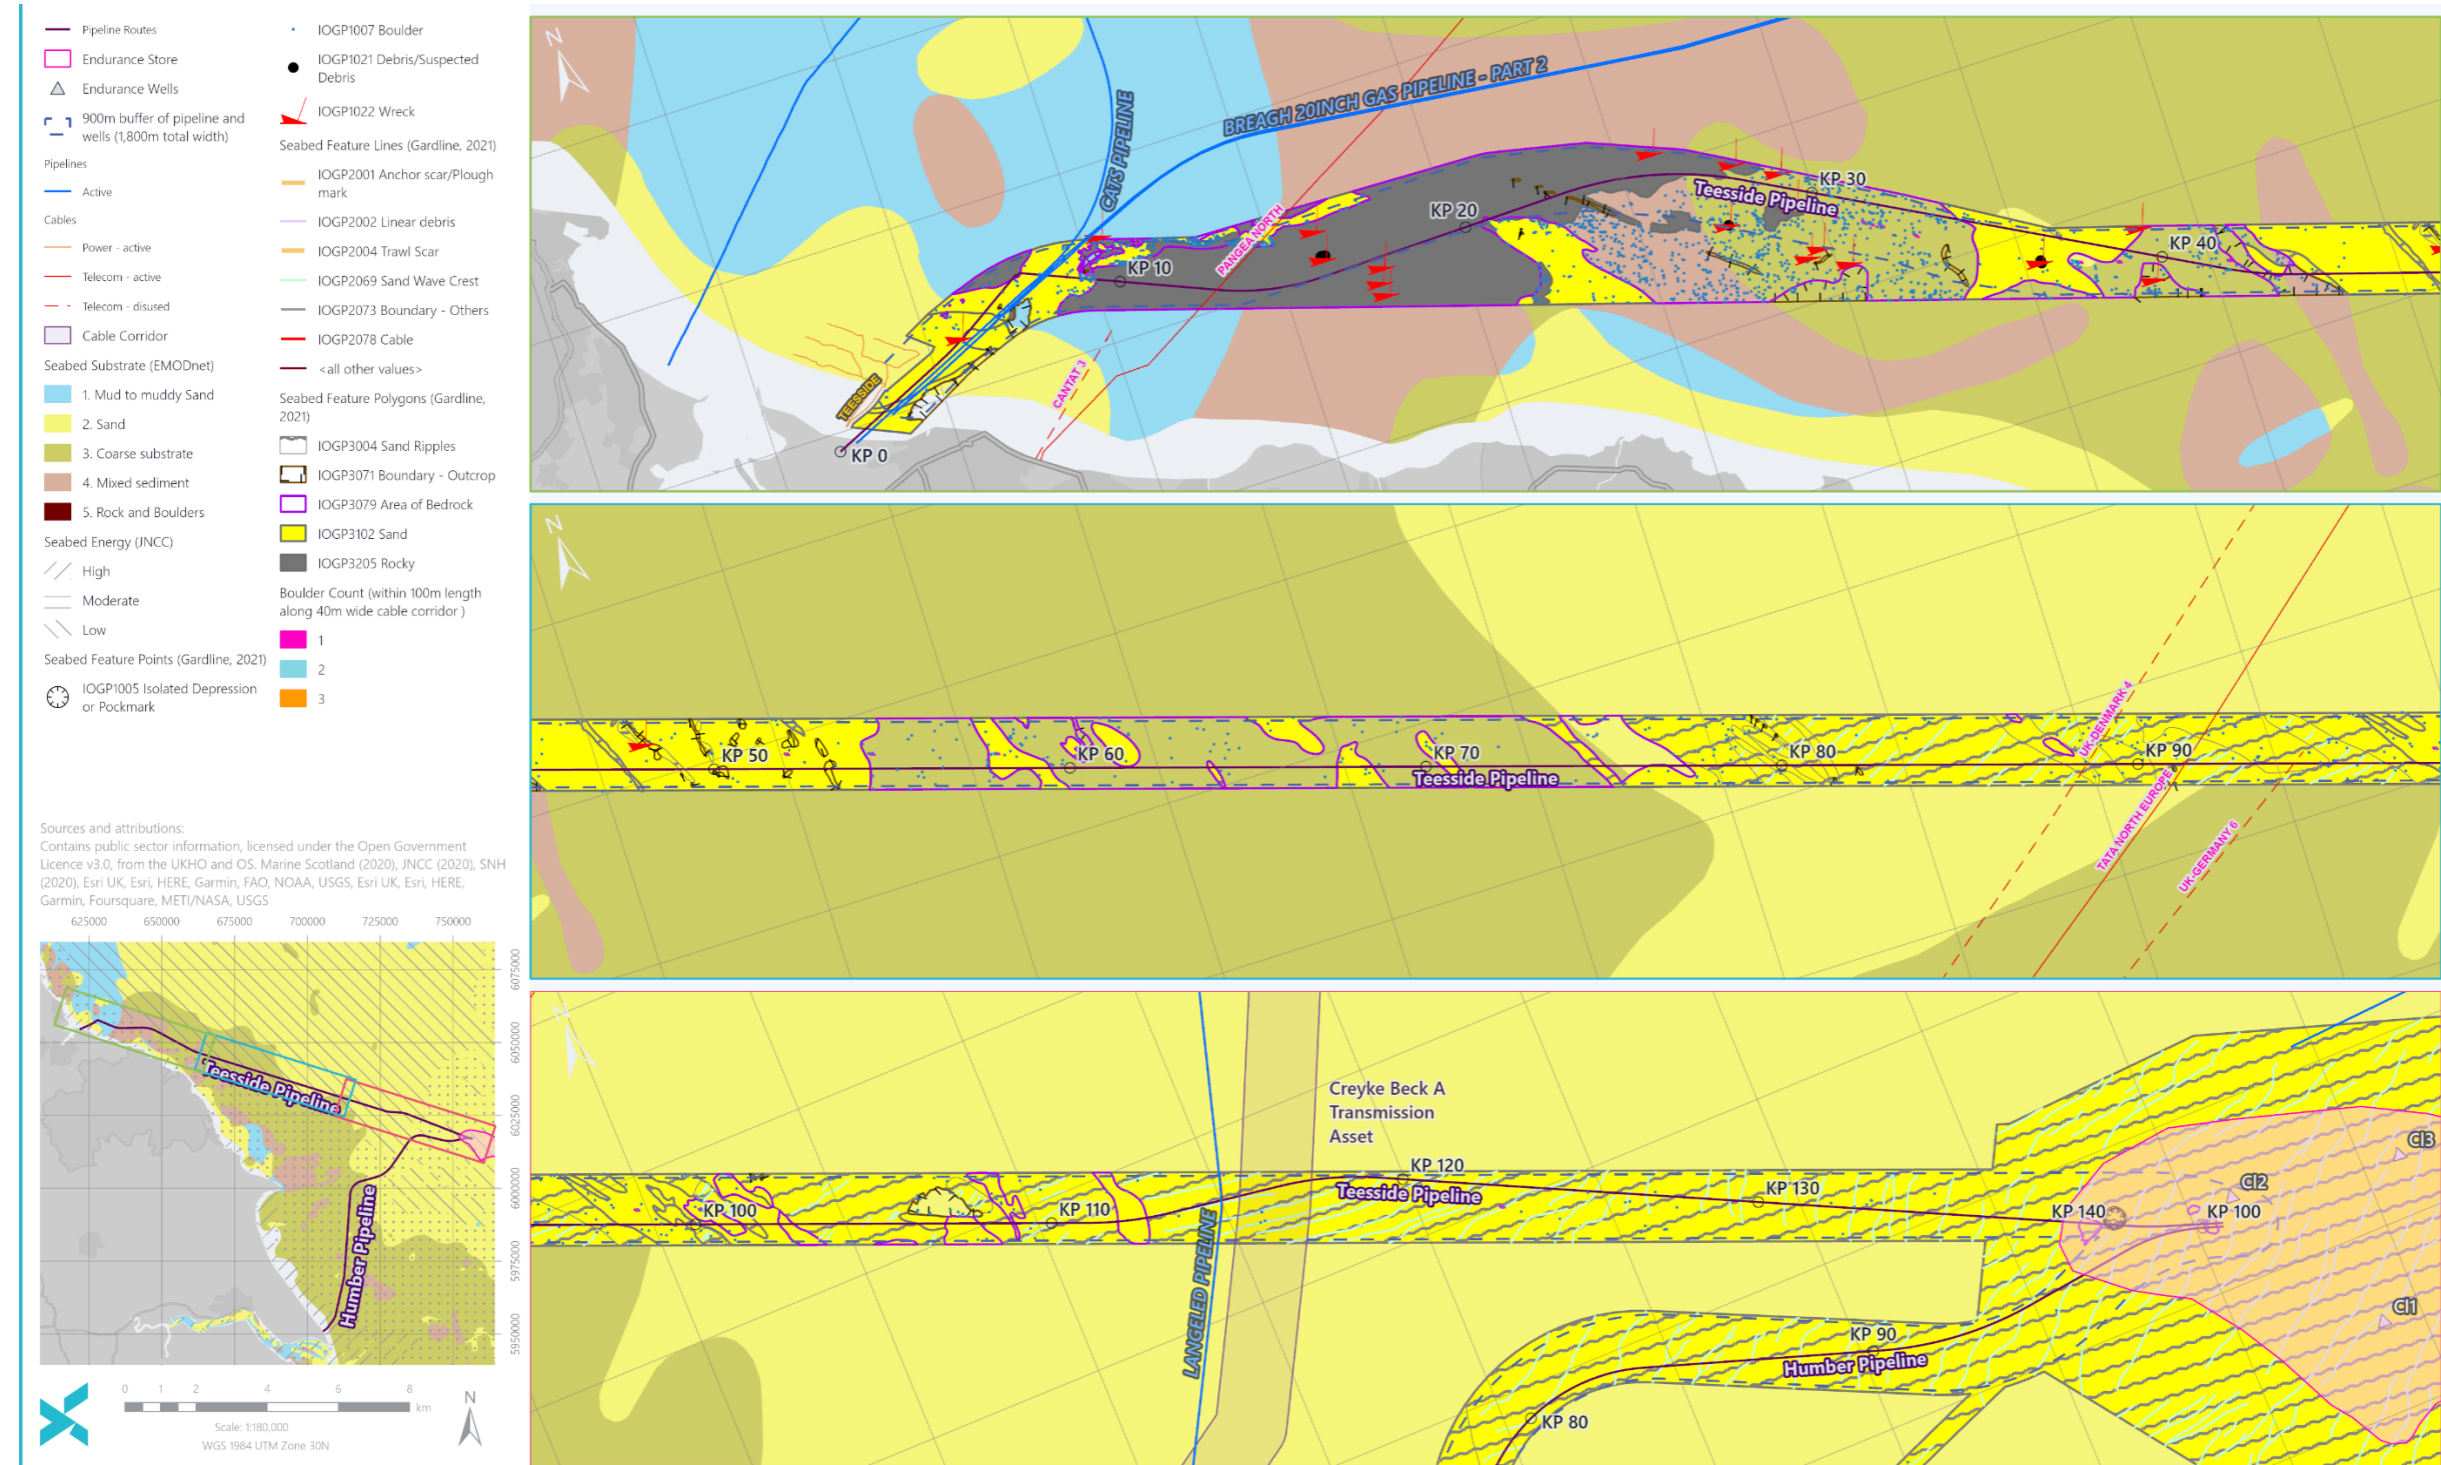 Pipeline Routes
Endurance Store
Endurance Wells
900m buffer of pipeline and
wells (1,800m total width)
Pipelines
Active
Cables
Power - active
Telecom - active
Telecom - disused
Cable Corridor
Seabed Substrate (EMODnet)
1. Mud to muddy Sand
2. Sand
3. Coarse substrate
4. Mixed sediment
5. Rock and Boulders
Seabed Energy (JNCC)
High
Moderate
Low
Seabed Feature Points (Gardline, 2021)
IOGP1005 Isolated Depression
or Pockmark
IOGP1007 Boulder
IOGP1021 Debris/Suspected
Debris
IOGP1022 Wreck
Seabed Feature Lines (Gardline, 2021)
IOGP2001 Anchor scar/Plough
mark
IOGP2002 Linear debris
IOGP2004 Trawl Scar
IOGP2069 Sand Wave Crest
IOGP2073 Boundary - Others
IOGP2078 Cable
<all other values>
Seabed Feature Polygons (Gardline,
2021)
IOGP3004 Sand Ripples
IOGP3071 Boundary - Outcrop
IOGP3079 Area of Bedrock
IOGP3102 Sand
IOGP3205 Rocky
Boulder Count (within 100m length
along 40m wide cable corridor )
1
2
3
Sources and attributions:
Contains public sector information, licensed under the Open Government
Licence v3.0, from the UKHO and OS. Marine Scotland (2020), JNCC (2020), SNH
(2020), Esri UK, Esri, HERE, Garmin, FAO, NOAA, USGS, Esri UK, Esri, HERE,
Garmin, Foursquare, METI/NASA, USGS
625000 650000 675000 700000 725000 750000
6075000
6050000
6025000
6000000
5975000
5950000
Teesside Pipeline
Humber Pipeline
0 1 2 4 6 8
km
Scale: 1:180,000
WGS 1984 UTM Zone 30N
N
N
CATS PIPELINE
BREAGH 20INCH GAS PIPELINE - PART 2
PANGEA NORTH
CANTAT 3
TEESSIDE
KP 0
KP 10
KP 20
KP 30
Teesside Pipeline
KP 40
N
KP 50
KP 60
KP 70
Teesside Pipeline
KP 80
KP 90
UK-DENMARK 4
TATA NORTH EUROPE
UK-GERMANY 6
N
Creyke Beck A
Transmission
Asset
LANGELED PIPELINE
KP 100
KP 110
KP 120
Teesside Pipeline
KP 130
KP 140
KP 100
CI3
CI2
CI1
KP 90
Humber Pipeline
KP 80